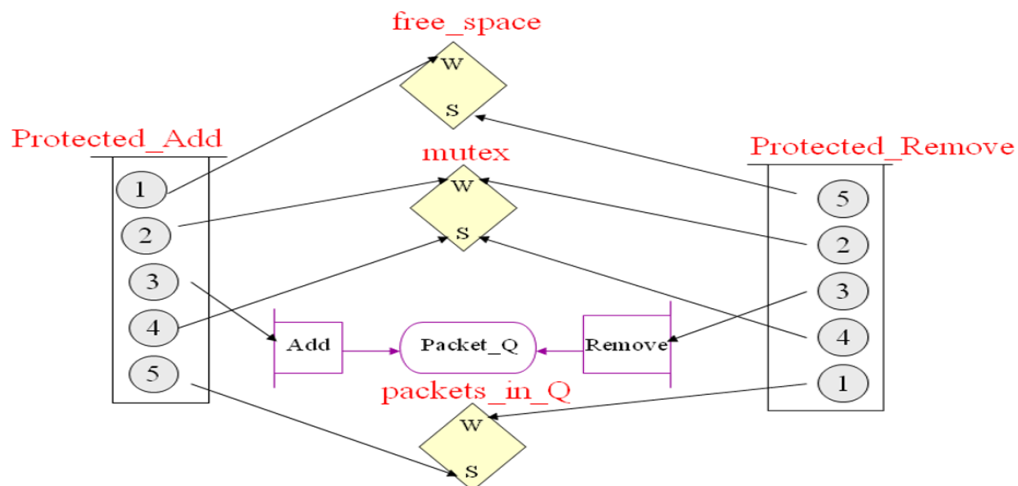 free_space
W
S
Protected_Add
mutex
Protected_Remove
1
W
5
2
S
2
3
3
4
Add
Packet_Q
Remove
4
5
packets_in_Q
1
W
S